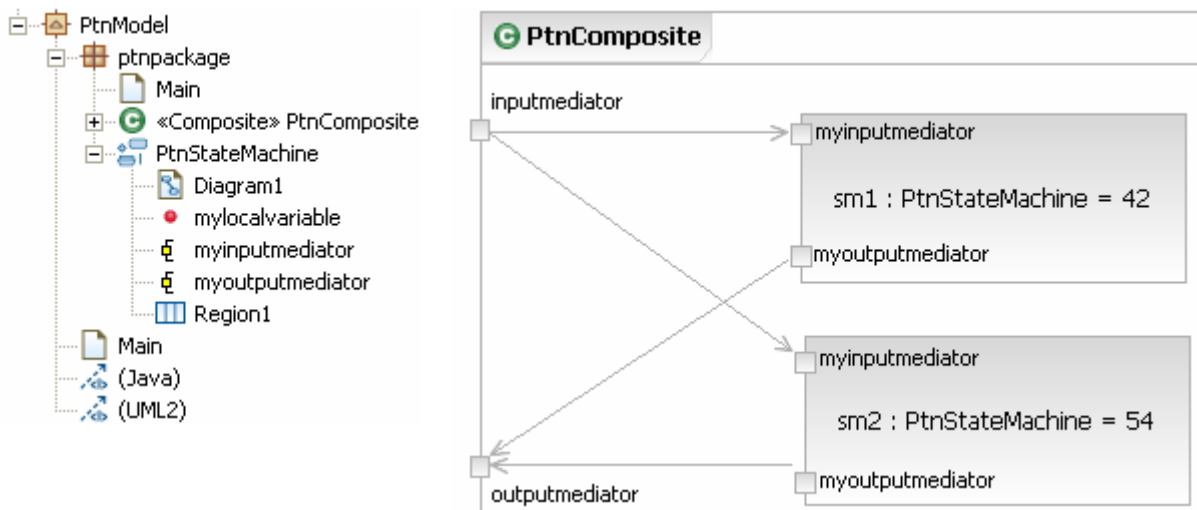 PtnModel
ptnpackage
Main
«Composite» PtnComposite
PtnStateMachine
Diagram1
mylocalvariable
myinputmediator
myoutputmediator
Region1
Main
(Java)
(UML2)
C PtnComposite
inputmediator
myinputmediator
sm1 : PtnStateMachine = 42
myoutputmediator
myinputmediator
sm2 : PtnStateMachine = 54
myoutputmediator
outputmediator